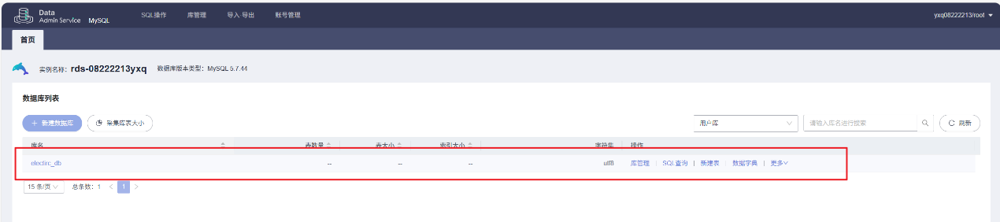 Data
Admin Service MySQL SQL操作 库管理 导入·导出 账号管理 yxq08222213/root
首页
实例名称: rds-08222213yxq 数据库版本类型: MySQL 5.7.44
数据库列表
+ 新建数据库 采集库表大小 用户库 请输入库名进行搜索 刷新
库名 表数量 表大小 索引大小 字符集 操作
electirc_db -- -- -- utf8 库管理 | SQL查询 | 新建表 | 数据字典 | 更多
15 条/页 总条数: 1 < 1 >